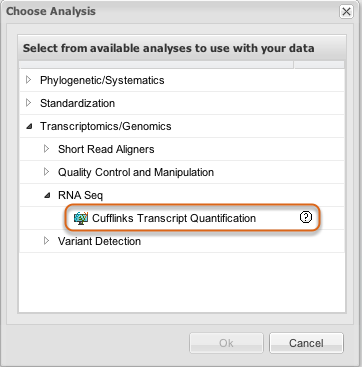 Choose Analysis
Select from available analyses to use with your data
Phylogenetic/Systematics
Standardization
Transcriptomics/Genomics
Short Read Aligners
Quality Control and Manipulation
RNA Seq
Cufflinks Transcript Quantification ?
Variant Detection
Ok Cancel